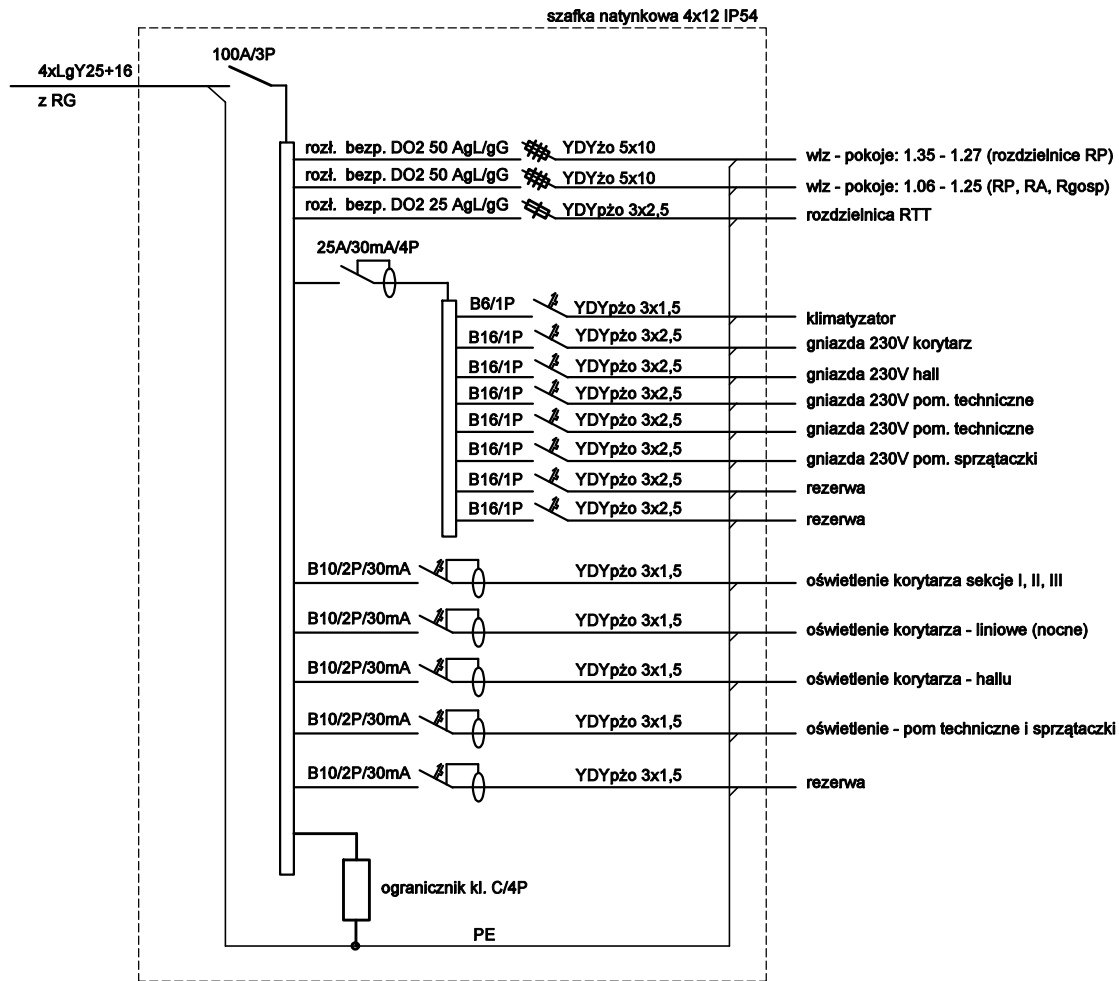 szafka natynkowa 4x12 IP54
100A/3P
4xLgY25+16
z RG
rozł. bezp. DO2 50 AgL/gG YDYżo 5x10 wlz - pokoje: 1.35 - 1.27 (rozdzielnice RP)
rozł. bezp. DO2 50 AgL/gG YDYżo 5x10 wlz - pokoje: 1.06 - 1.25 (RP, RA, Rgosp)
rozł. bezp. DO2 25 AgL/gG YDYpżo 3x2,5 rozdzielnica RTT
25A/30mA/4P
B6/1P YDYpżo 3x1,5 klimatyzator
B16/1P YDYpżo 3x2,5 gniazda 230V korytarz
B16/1P YDYpżo 3x2,5 gniazda 230V hall
B16/1P YDYpżo 3x2,5 gniazda 230V pom. techniczne
B16/1P YDYpżo 3x2,5 gniazda 230V pom. techniczne
B16/1P YDYpżo 3x2,5 gniazda 230V pom. sprzątaczki
B16/1P YDYpżo 3x2,5 rezerwa
B16/1P YDYpżo 3x2,5 rezerwa
B10/2P/30mA YDYpżo 3x1,5 oświetlenie korytarza sekcje I, II, III
B10/2P/30mA YDYpżo 3x1,5 oświetlenie korytarza - liniowe (nocne)
B10/2P/30mA YDYpżo 3x1,5 oświetlenie korytarza - hallu
B10/2P/30mA YDYpżo 3x1,5 oświetlenie - pom techniczne i sprzątaczki
B10/2P/30mA YDYpżo 3x1,5 rezerwa
ogranicznik kl. C/4P
PE